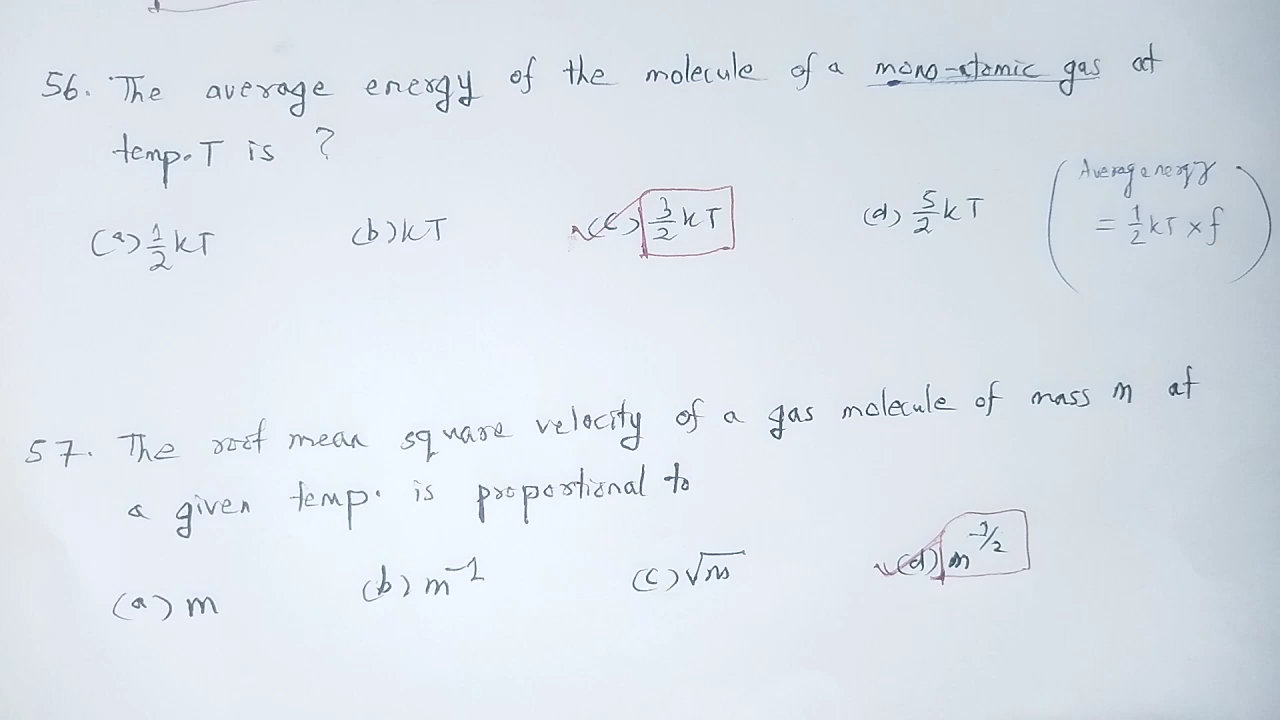 56. The average energy of the molecule of a mono-atomic gas at
temp. T is ?
(a) 1/2 kT (b) kT (c) 3/2 kT (d) 5/2 kT
(Average energy
= 1/2 kT × f)
57. The root mean square velocity of a gas molecule of mass m at
a given temp. is proportional to
(a) m (b) m⁻¹ (c) √m (d) m^-1/2